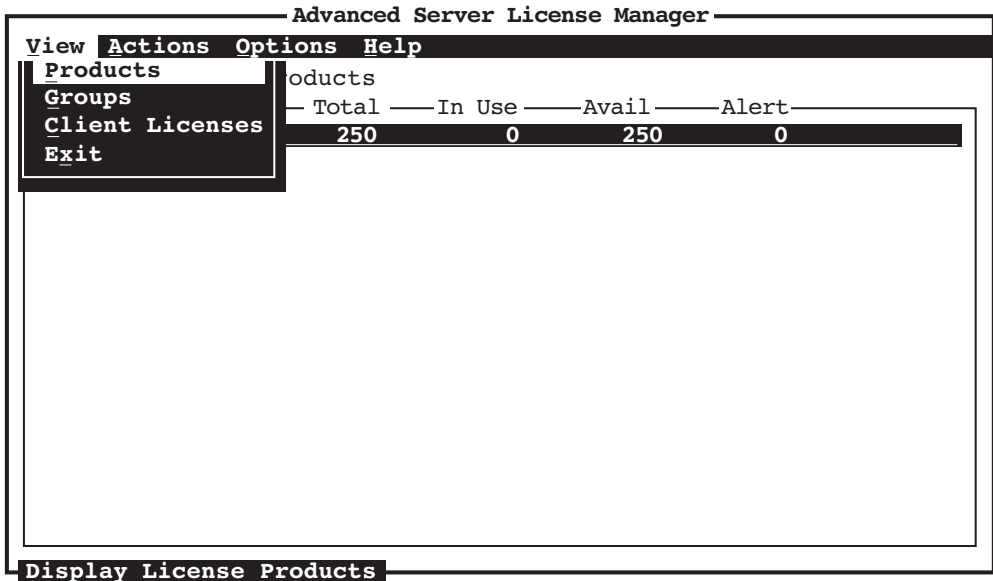 Advanced Server License Manager
View Actions Options Help
Products
oducts
Groups
Total In Use Avail Alert
Client Licenses
250 0 250 0
Exit
Display License Products